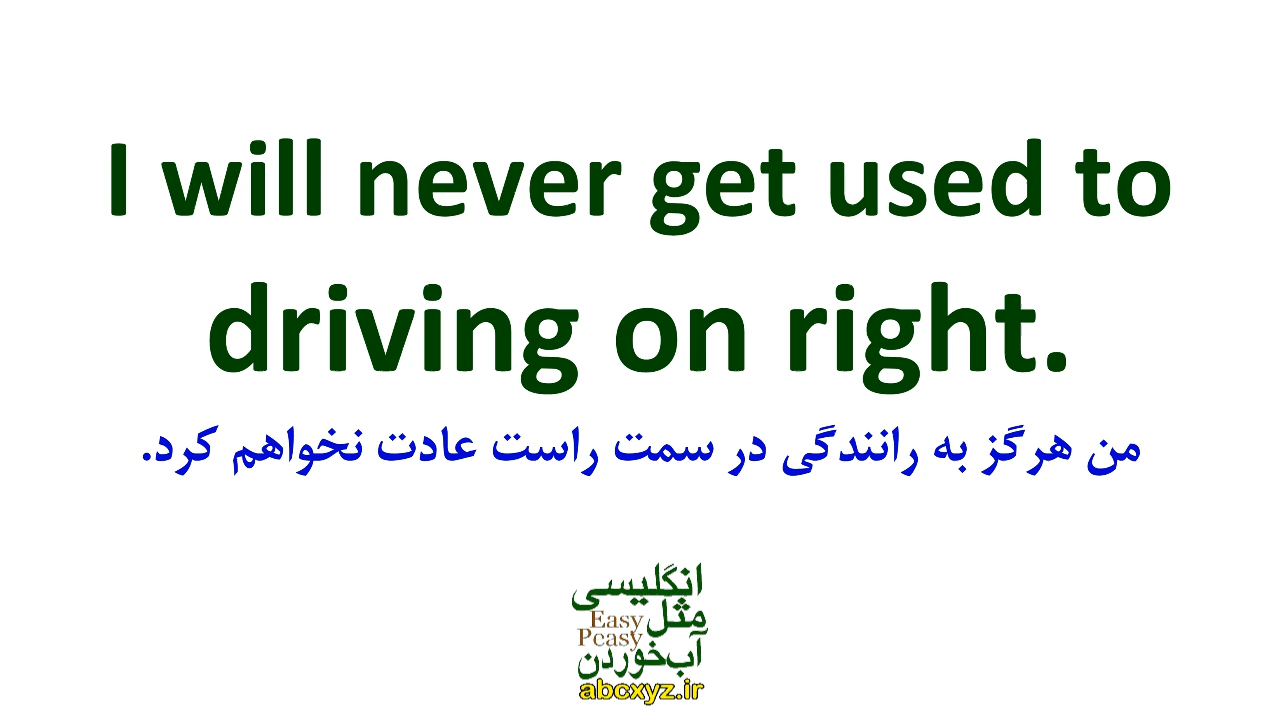 I will never get used to
driving on right.
من هرگز به رانندگی در سمت راست عادت نخواهم کرد.
انگلیسی
مثل
Easy
Peasy
آب‌خوردن
abcxyz.ir